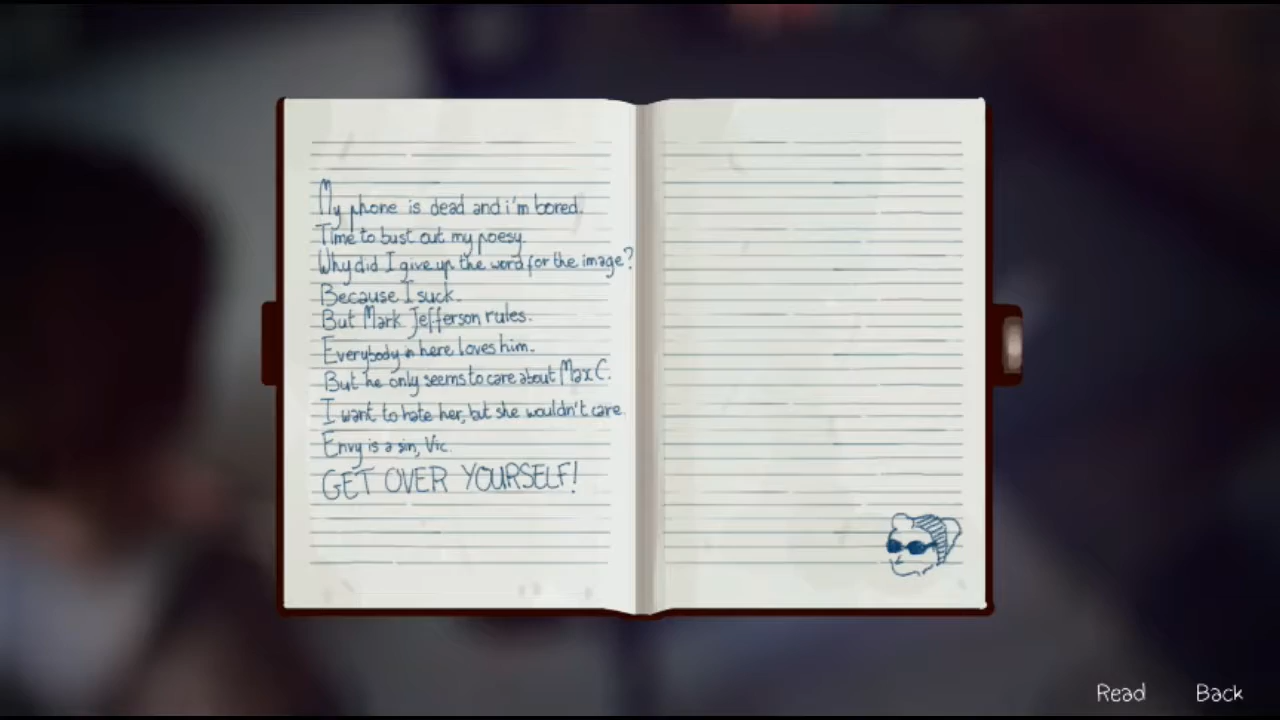 My phone is dead and i'm bored.
Time to bust out my poesy.
Why did I give up the word for the image?
Because I suck.
But Mark Jefferson rules.
Everybody in here loves him.
But he only seems to care about Max C.
I want to hate her, but she wouldn't care.
Envy is a sin, Vic.
GET OVER YOURSELF!
Read Back